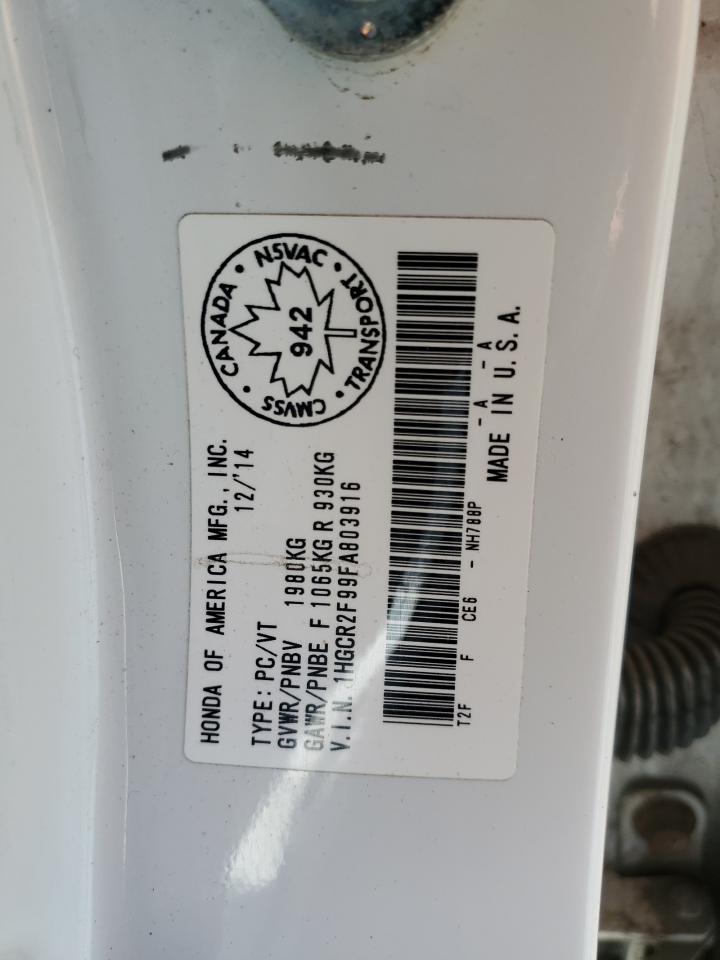 HONDA OF AMERICA MFG., INC.
12/'14
TYPE: PC/VT
GVWR/PNBV 1980KG
GAWR/PNBE F 1065KG R 930KG
V.I.N. 1HGCR2F99FA803916
CANADA • NSVAC • TRANSPORT • CMVSS •
942
T2F F CE6 - NH788P - A - A
MADE IN U.S.A.